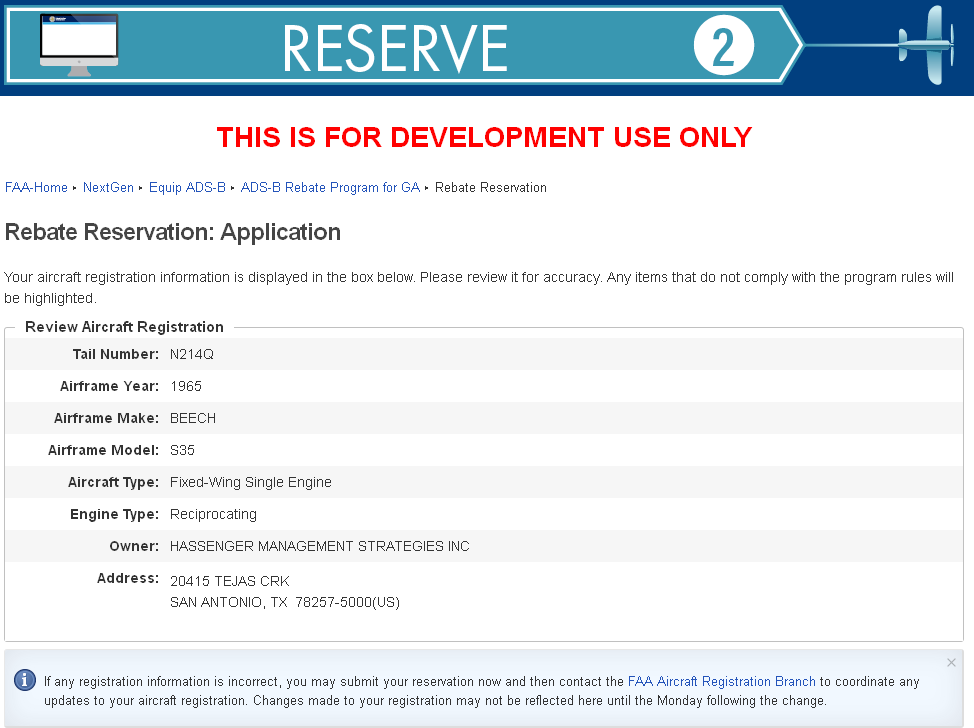 RESERVE 2
THIS IS FOR DEVELOPMENT USE ONLY
FAA-Home ▸ NextGen ▸ Equip ADS-B ▸ ADS-B Rebate Program for GA ▸ Rebate Reservation
Rebate Reservation: Application
Your aircraft registration information is displayed in the box below. Please review it for accuracy. Any items that do not comply with the program rules will
be highlighted.
Review Aircraft Registration
Tail Number: N214Q
Airframe Year: 1965
Airframe Make: BEECH
Airframe Model: S35
Aircraft Type: Fixed-Wing Single Engine
Engine Type: Reciprocating
Owner: HASSENGER MANAGEMENT STRATEGIES INC
Address: 20415 TEJAS CRK
SAN ANTONIO, TX 78257-5000(US)
If any registration information is incorrect, you may submit your reservation now and then contact the FAA Aircraft Registration Branch to coordinate any
updates to your aircraft registration. Changes made to your registration may not be reflected here until the Monday following the change.